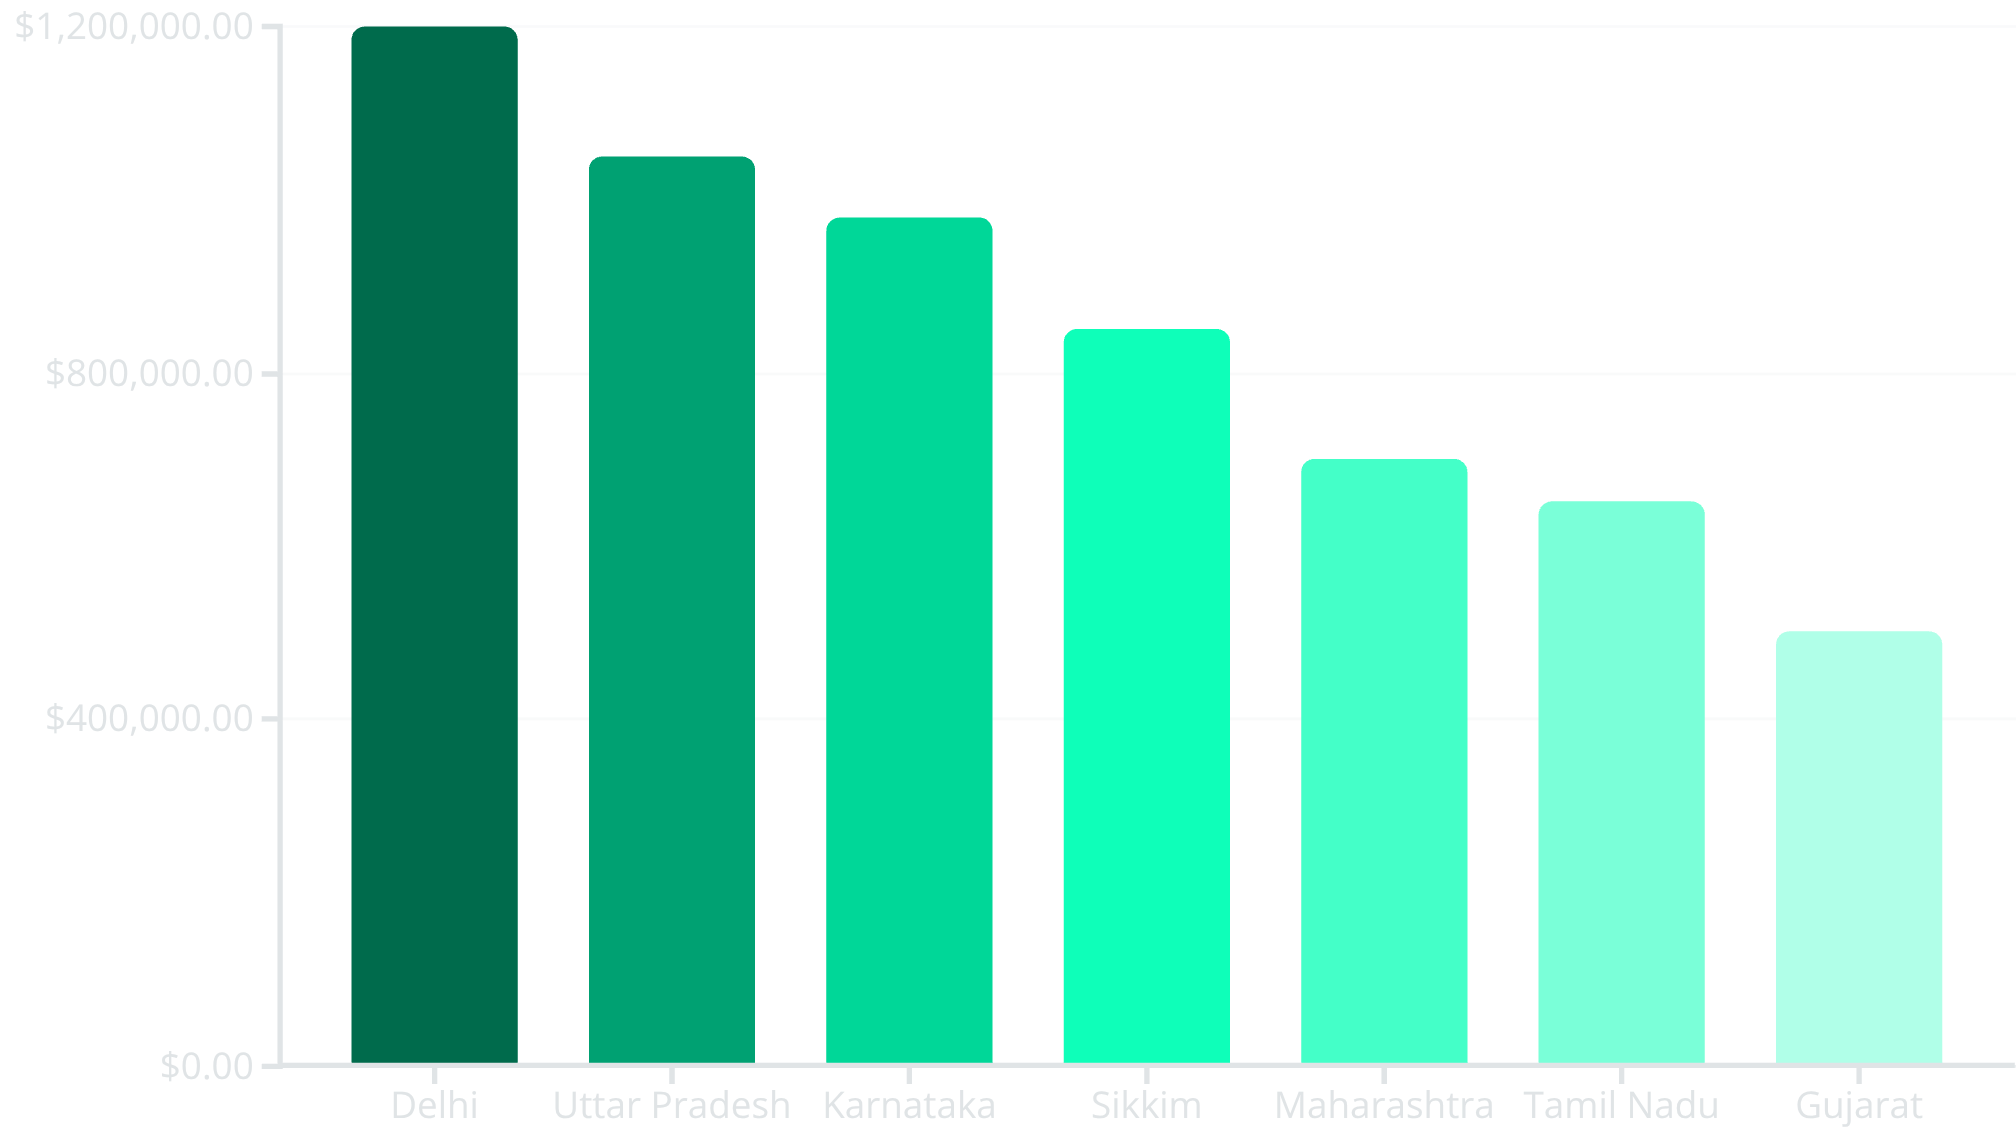 $1,200,000.00
$800,000.00
$400,000.00
$0.00
Delhi Uttar Pradesh Karnataka Sikkim Maharashtra Tamil Nadu Gujarat